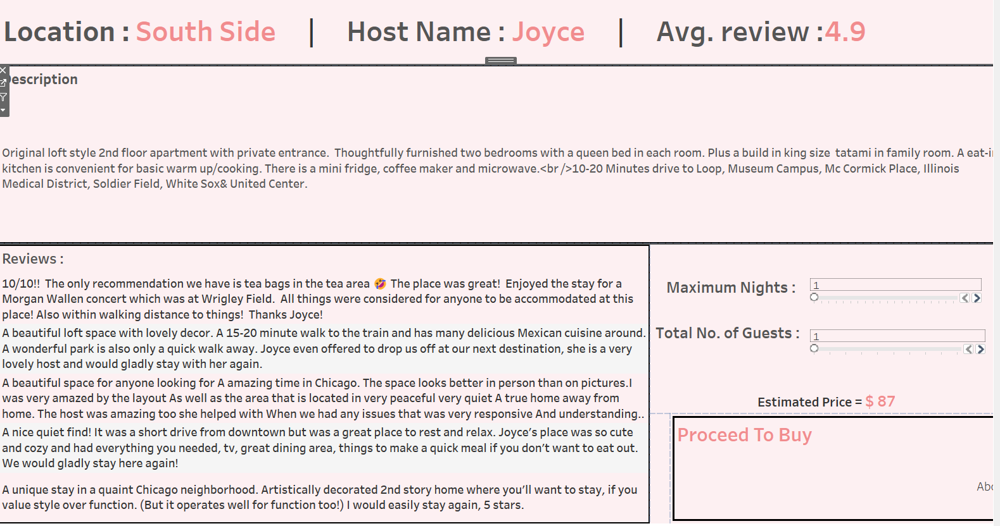 Location : South Side | Host Name : Joyce | Avg. review :4.9
Description
Original loft style 2nd floor apartment with private entrance.  Thoughtfully furnished two bedrooms with a queen bed in each room. Plus a build in king size  tatami in family room. A eat-i
kitchen is convenient for basic warm up/cooking. There is a mini fridge, coffee maker and microwave.<br />10-20 Minutes drive to Loop, Museum Campus, Mc Cormick Place, Illinois
Medical District, Soldier Field, White Sox& United Center.
Reviews :
10/10!!  The only recommendation we have is tea bags in the tea area 🤣 The place was great!  Enjoyed the stay for a
Morgan Wallen concert which was at Wrigley Field.  All things were considered for anyone to be accommodated at this
place! Also within walking distance to things!  Thanks Joyce!
A beautiful loft space with lovely decor. A 15-20 minute walk to the train and has many delicious Mexican cuisine around.
A wonderful park is also only a quick walk away. Joyce even offered to drop us off at our next destination, she is a very
lovely host and would gladly stay with her again.
A beautiful space for anyone looking for A amazing time in Chicago. The space looks better in person than on pictures.I
was very amazed by the layout As well as the area that is located in very peaceful very quiet A true home away from
home. The host was amazing too she helped with When we had any issues that was very responsive And understanding..
A nice quiet find! It was a short drive from downtown but was a great place to rest and relax. Joyce’s place was so cute
and cozy and had everything you needed, tv, great dining area, things to make a quick meal if you don’t want to eat out.
We would gladly stay here again!
A unique stay in a quaint Chicago neighborhood. Artistically decorated 2nd story home where you’ll want to stay, if you
value style over function. (But it operates well for function too!) I would easily stay again, 5 stars.
Maximum Nights : 1
Total No. of Guests : 1
Estimated Price = $ 87
Proceed To Buy